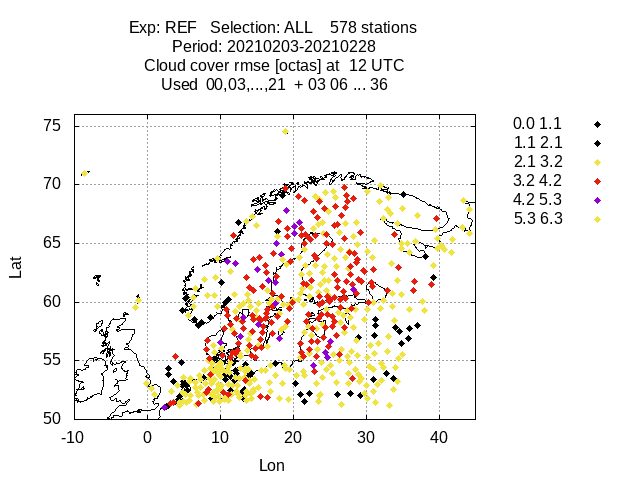 Exp: REF   Selection: ALL    578 stations
Period: 20210203-20210228
Cloud cover rmse [octas] at  12 UTC
Used  00,03,...,21  + 03 06 ... 36
75
70
65
60
55
50
Lat
-10 0 10 20 30 40
Lon
0.0 1.1
1.1 2.1
2.1 3.2
3.2 4.2
4.2 5.3
5.3 6.3